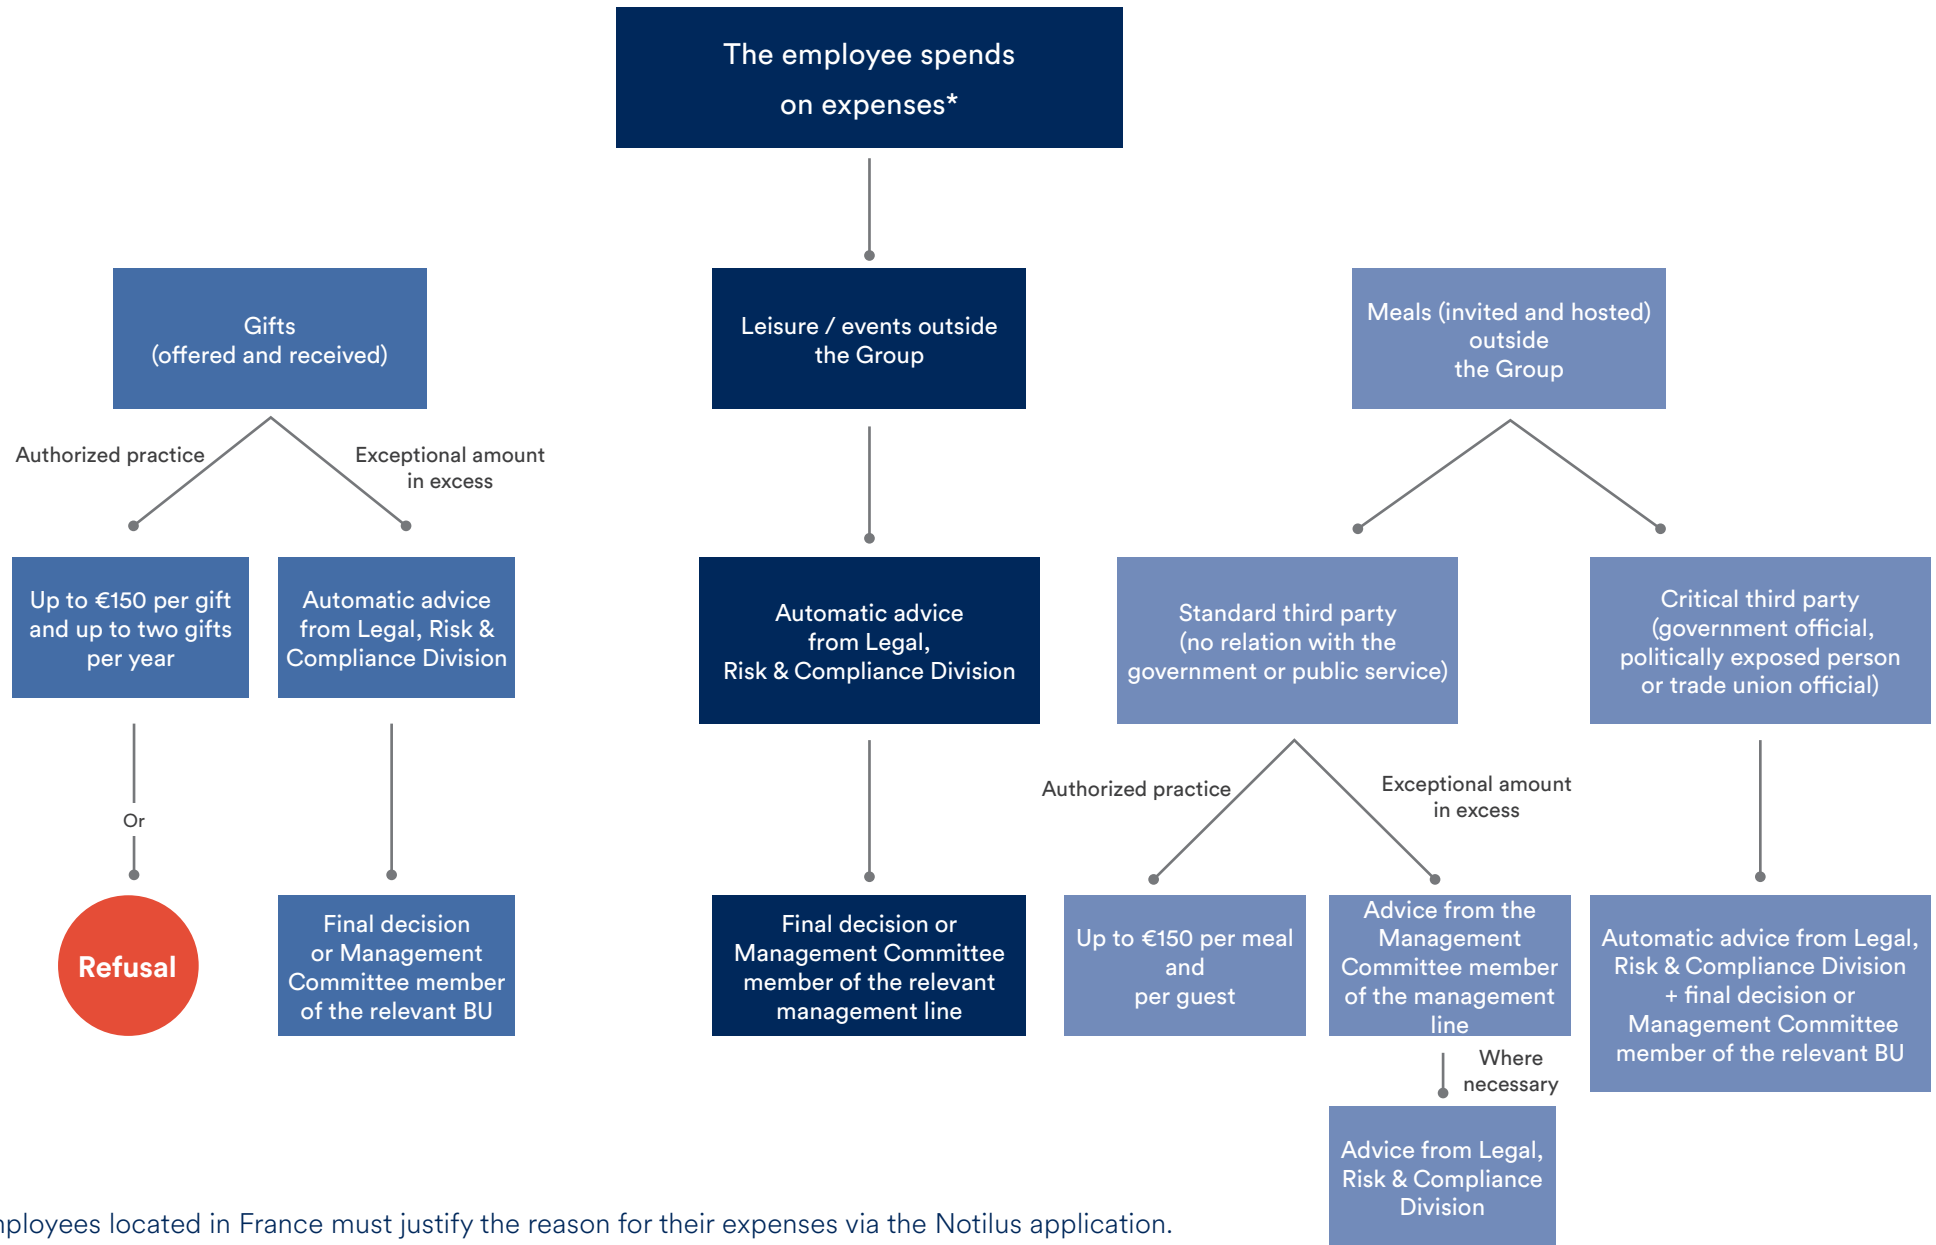 The employee spends
on expenses*
Gifts
(offered and received)
Leisure / events outside
the Group
Meals (invited and hosted)
outside
the Group
Authorized practice
Exceptional amount
in excess
Up to €150 per gift
and up to two gifts
per year
Automatic advice
from Legal, Risk &
Compliance Division
Automatic advice
from Legal,
Risk & Compliance Division
Standard third party
(no relation with the
government or public service)
Critical third party
(government official,
politically exposed person
or trade union official)
Or
Authorized practice
Exceptional amount
in excess
Refusal
Final decision
or Management
Committee member
of the relevant BU
Final decision or
Management Committee
member of the relevant
management line
Up to €150 per meal
and
per guest
Advice from the
Management
Committee member
of the management
line
Automatic advice from Legal,
Risk & Compliance Division
+ final decision or
Management Committee
member of the relevant BU
Where
necessary
Advice from Legal,
Risk & Compliance
Division
mployees located in France must justify the reason for their expenses via the Notilus application.